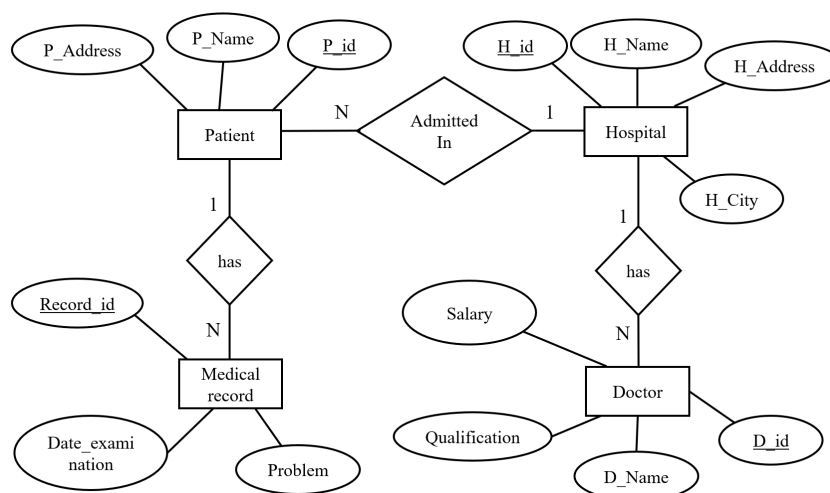 P_Address
P_Name
P_id
H_id
H_Name
H_Address
Patient
N
Admitted
In
1
Hospital
H_City
1
has
N
1
has
N
Record_id
Salary
Medical
record
Doctor
Date_exami
nation
Problem
Qualification
D_Name
D_id